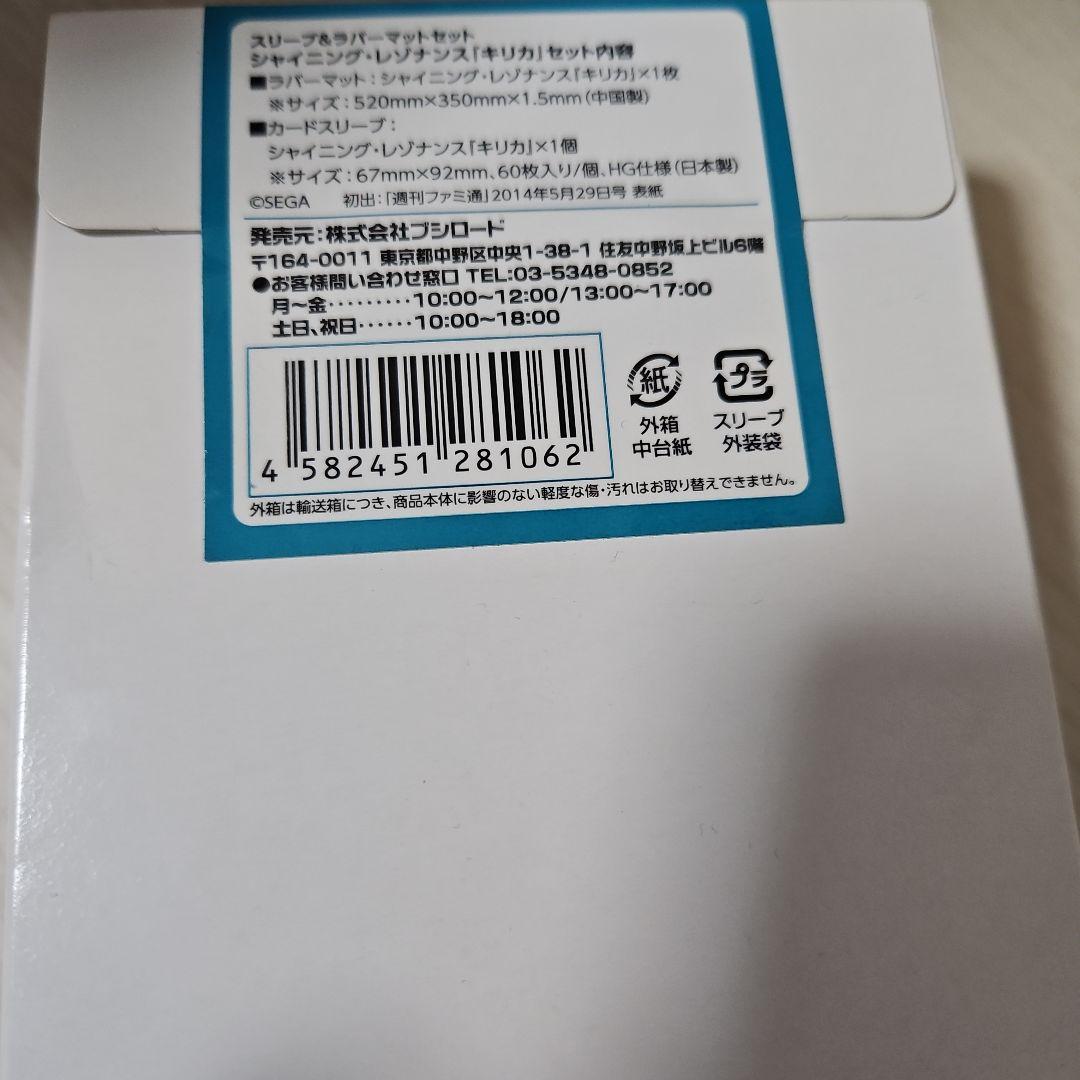 スリーブ&ラバーマットセット
シャイニング・レゾナンス「キリカ」セット内容
■ラバーマット：シャイニング・レゾナンス「キリカ」×1枚
※サイズ：520mm×350mm×1.5mm（中国製）
■カードスリーブ：
シャイニング・レゾナンス「キリカ」×1個
※サイズ：67mm×92mm、60枚入り/個、HG仕様（日本製）
©SEGA 初出：「週刊ファミ通」2014年5月29日号 表紙
発売元：株式会社ブシロード
〒164-0011 東京都中野区中央1-38-1 住友中野坂上ビル6階
●お客様問い合わせ窓口 TEL:03-5348-0852
月～金………10:00～12:00/13:00～17:00
土日、祝日……10:00～18:00
4 582451 281062
紙
外箱
中台紙
プラ
スリーブ
外装袋
外箱は輸送箱につき、商品本体に影響のない軽度な傷・汚れはお取り替えできません。